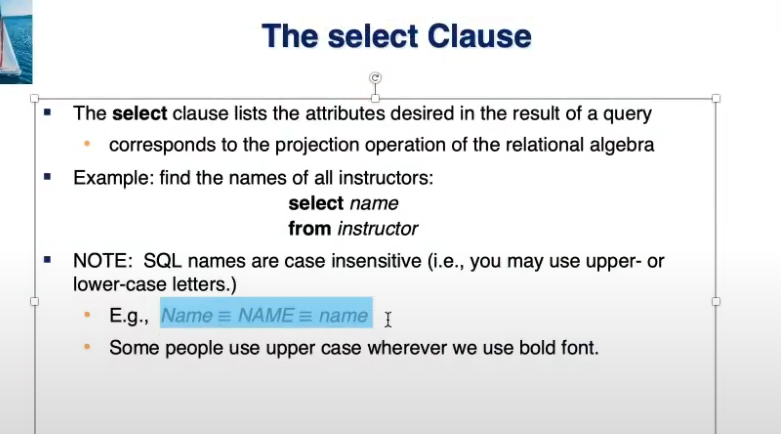 The select Clause
The select clause lists the attributes desired in the result of a query
corresponds to the projection operation of the relational algebra
Example: find the names of all instructors:
select name
from instructor
NOTE: SQL names are case insensitive (i.e., you may use upper- or
lower-case letters.)
E.g., Name ≡ NAME ≡ name
Some people use upper case wherever we use bold font.